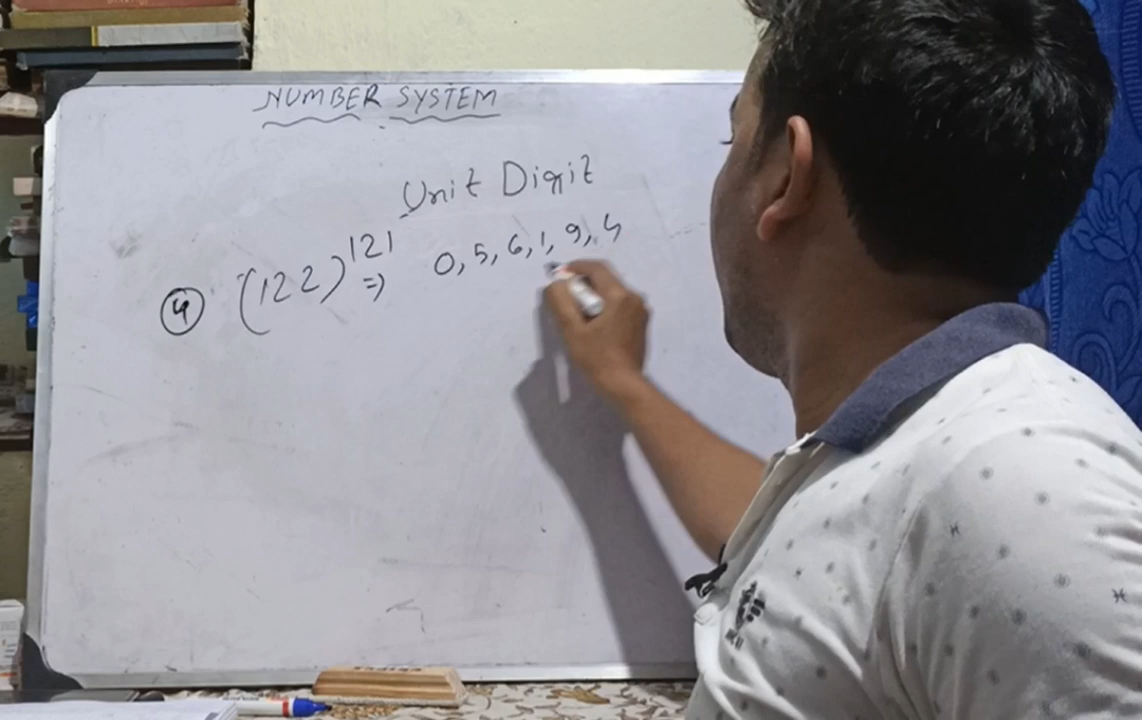 NUMBER SYSTEM
Unit Digit
④ (122)^121 => 0, 5, 6, 1, 9, 4